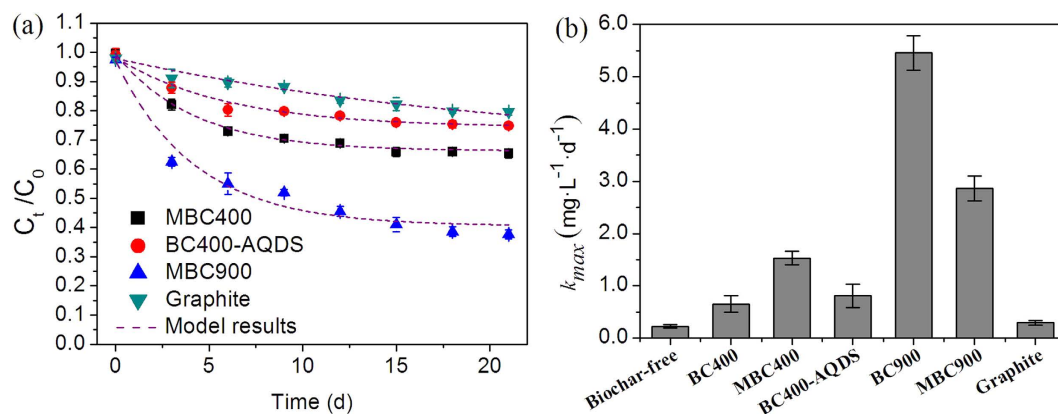 (a)
1.1
1.0
0.9
0.8
0.7
0.6
0.5
0.4
0.3
0.2
0.1
0.0
C_t /C_0
MBC400
BC400-AQDS
MBC900
Graphite
Model results
0 5 10 15 20
Time (d)
(b)
6.0
5.0
4.0
3.0
2.0
1.0
0.0
k_max (mg·L⁻¹·d⁻¹)
Biochar-free
BC400
MBC400
BC400-AQDS
BC900
MBC900
Graphite